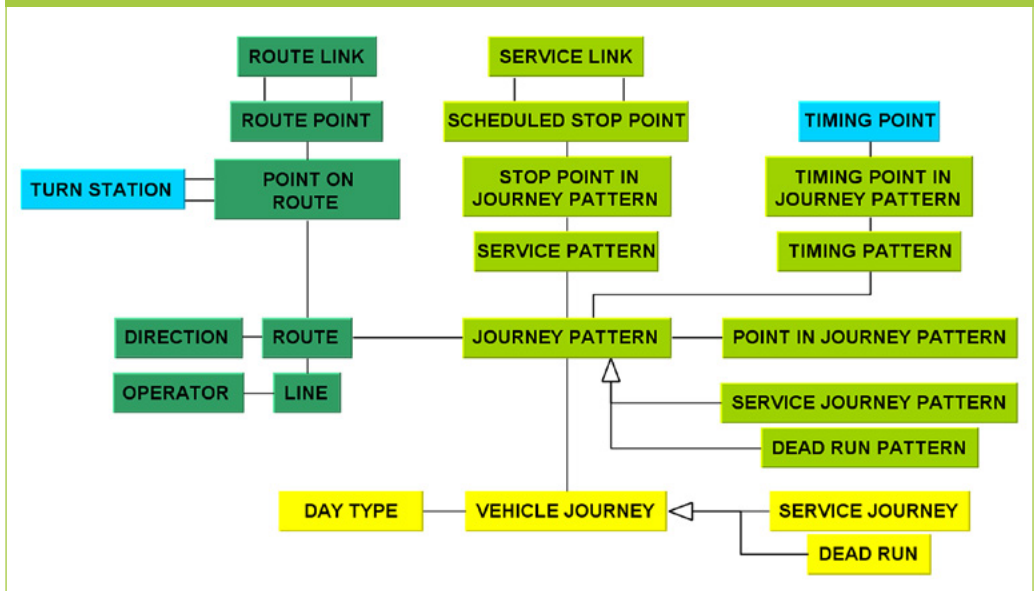 ROUTE LINK
SERVICE LINK
ROUTE POINT
SCHEDULED STOP POINT
TIMING POINT
TURN STATION
POINT ON
ROUTE
STOP POINT IN
JOURNEY PATTERN
TIMING POINT IN
JOURNEY PATTERN
SERVICE PATTERN
TIMING PATTERN
DIRECTION
ROUTE
JOURNEY PATTERN
POINT IN JOURNEY PATTERN
OPERATOR
LINE
SERVICE JOURNEY PATTERN
DEAD RUN PATTERN
DAY TYPE
VEHICLE JOURNEY
SERVICE JOURNEY
DEAD RUN